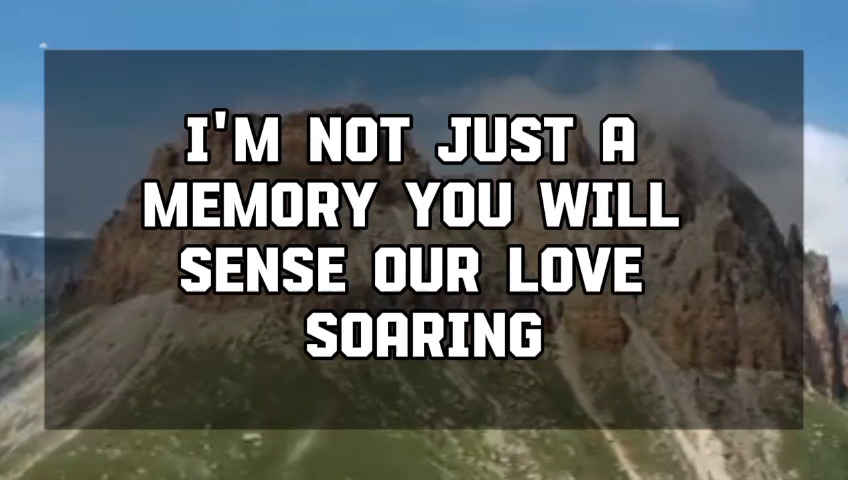 I'M NOT JUST A
MEMORY YOU WILL
SENSE OUR LOVE
SOARING